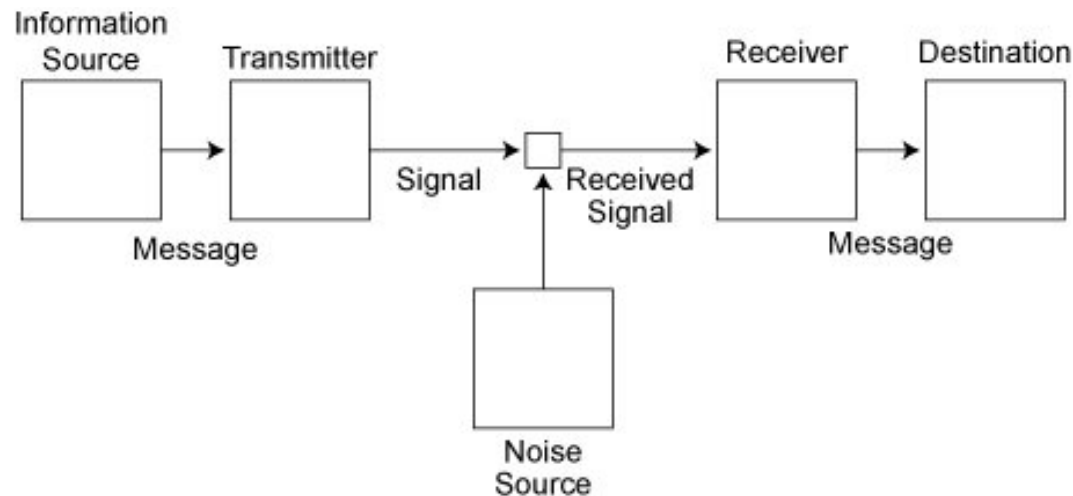 Information
Source
Transmitter
Receiver
Destination
Signal
Received
Signal
Message
Message
Noise
Source